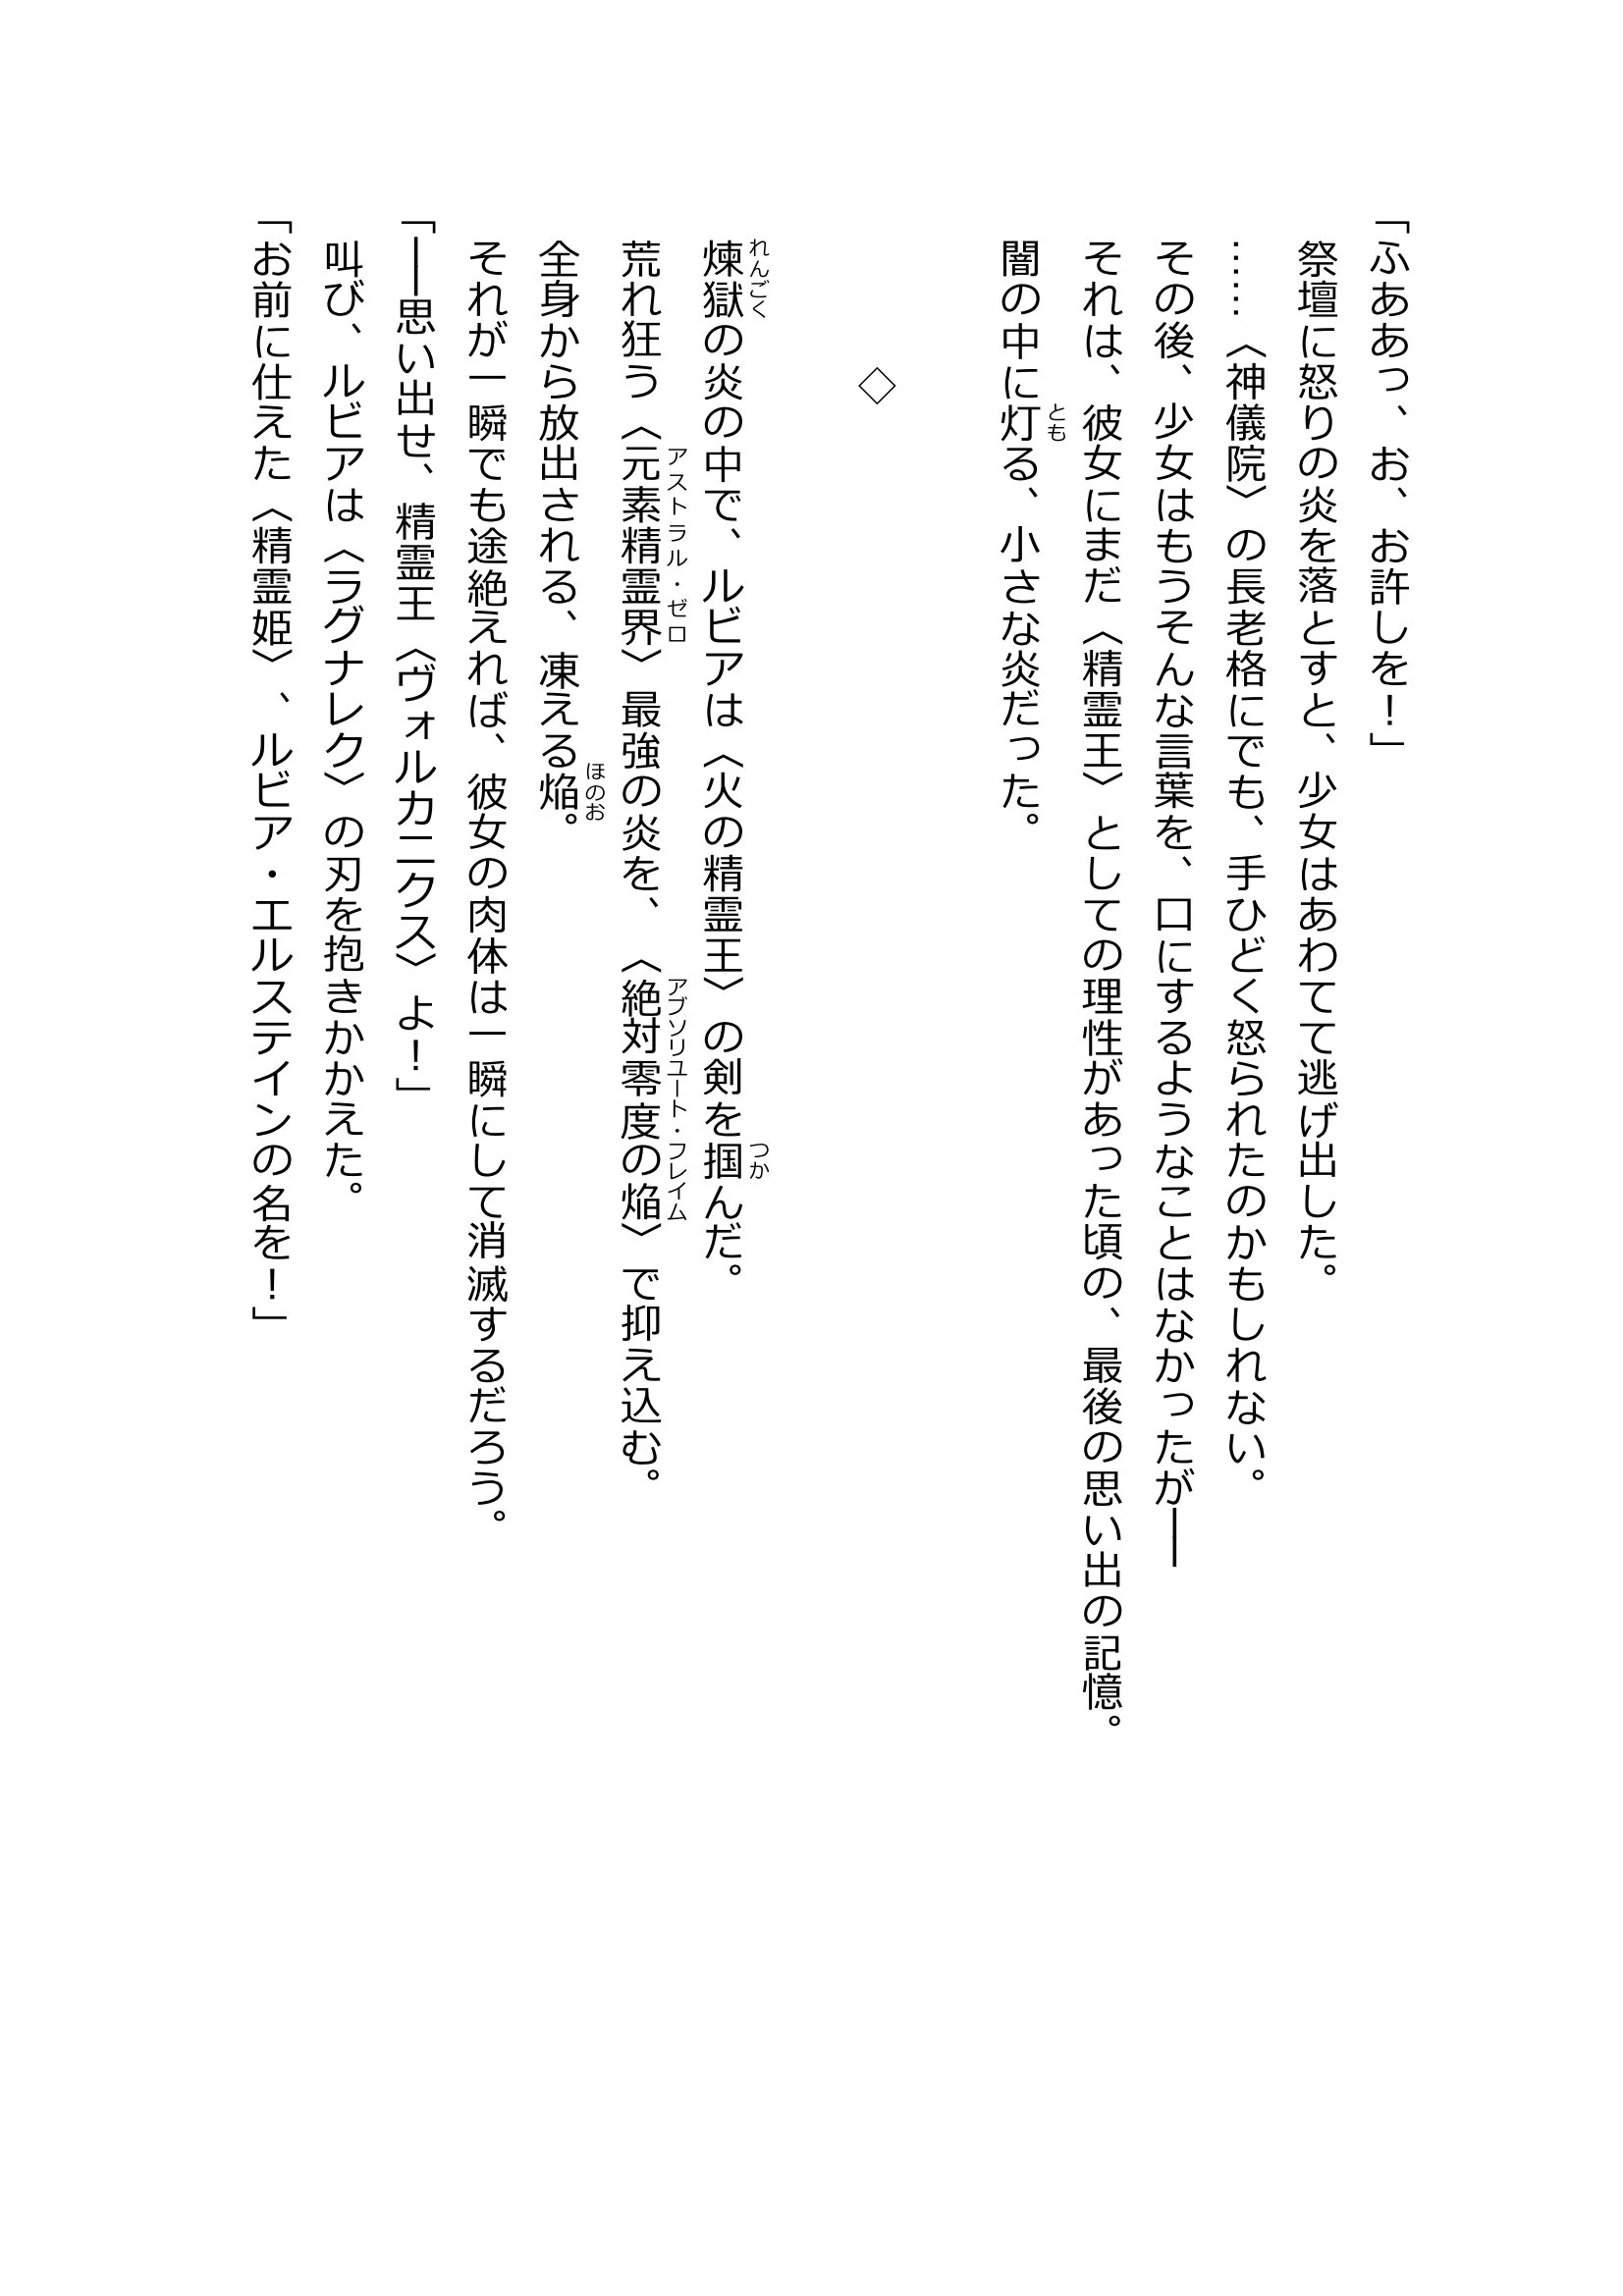 「ふああっ、お、お許しを！」
祭壇に怒りの炎を落とすと、少女はあわてて逃げ出した。
……〈神儀院〉の長老格にでも、手ひどく怒られたのかもしれない。
その後、少女はもうそんな言葉を、口にするようなことはなかったが――
それは、彼女にまだ〈精霊王〉としての理性があった頃の、最後の思い出の記憶。
闇の中に灯る、小さな炎だった。
とも
◇
煉獄の炎の中で、ルビアは〈火の精霊王〉の剣を掴んだ。
れんごく
つか
荒れ狂う〈元素精霊界〉最強の炎を、〈絶対零度の焔〉で抑え込む。
アストラル・ゼロ
アブソリユート・フレイム
全身から放出される、凍える焔。
ほのお
それが一瞬でも途絶えれば、彼女の肉体は一瞬にして消滅するだろう。
「――思い出せ、精霊王〈ヴォルカニクス〉よ！」
叫び、ルビアは〈ラグナレク〉の刃を抱きかかえた。
「お前に仕えた〈精霊姫〉、ルビア・エルステインの名を！」